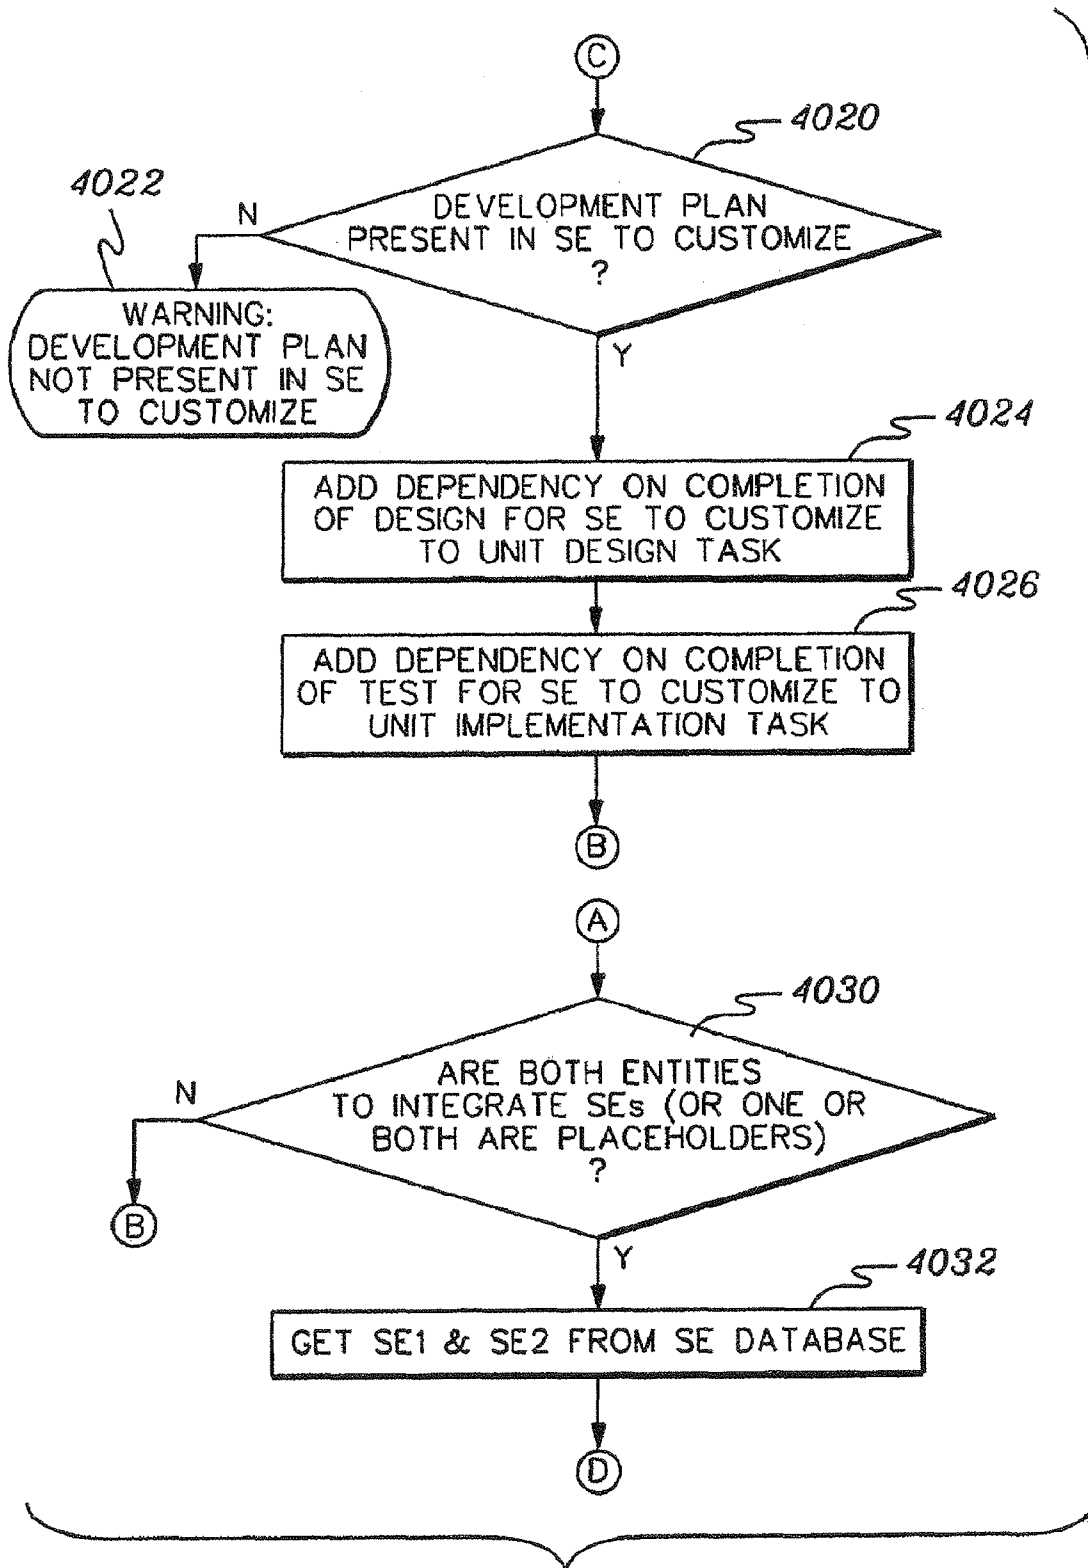 C
4020
DEVELOPMENT PLAN
PRESENT IN SE TO CUSTOMIZE
?
N
4022
WARNING:
DEVELOPMENT PLAN
NOT PRESENT IN SE
TO CUSTOMIZE
Y
4024
ADD DEPENDENCY ON COMPLETION
OF DESIGN FOR SE TO CUSTOMIZE
TO UNIT DESIGN TASK
4026
ADD DEPENDENCY ON COMPLETION
OF TEST FOR SE TO CUSTOMIZE TO
UNIT IMPLEMENTATION TASK
B
A
4030
ARE BOTH ENTITIES
TO INTEGRATE SEs (OR ONE OR
BOTH ARE PLACEHOLDERS)
?
N
B
Y
4032
GET SE1 & SE2 FROM SE DATABASE
D